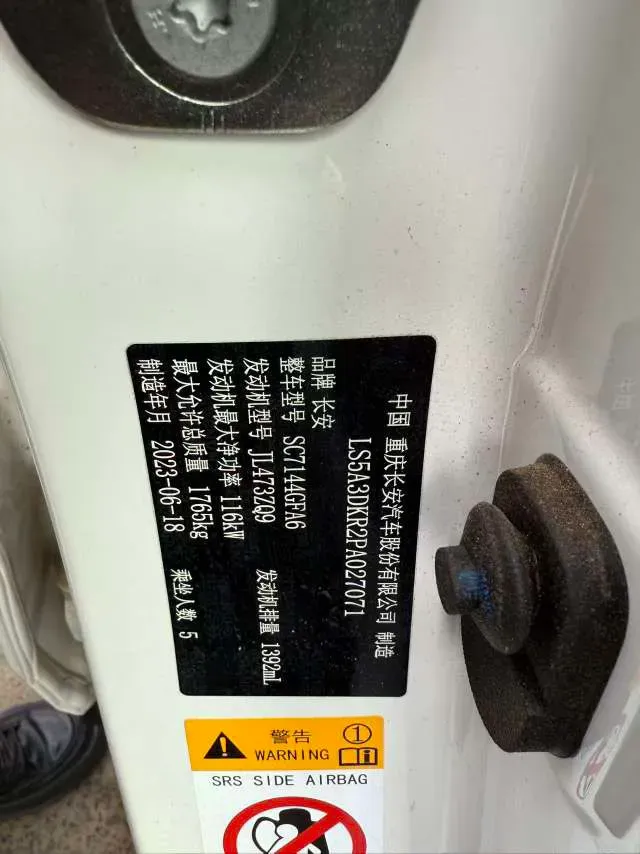 中国 重庆长安汽车股份有限公司 制造
LS5A3DKR2PA027071
品牌 长安
整车型号 SC7144GFA6
发动机型号 JL473ZQ9 发动机排量 1392mL
发动机最大净功率 116kW
最大允许总质量 1765kg
制造年月 2023-06-18 乘坐人数 5
警告
WARNING
1
SRS SIDE AIRBAG